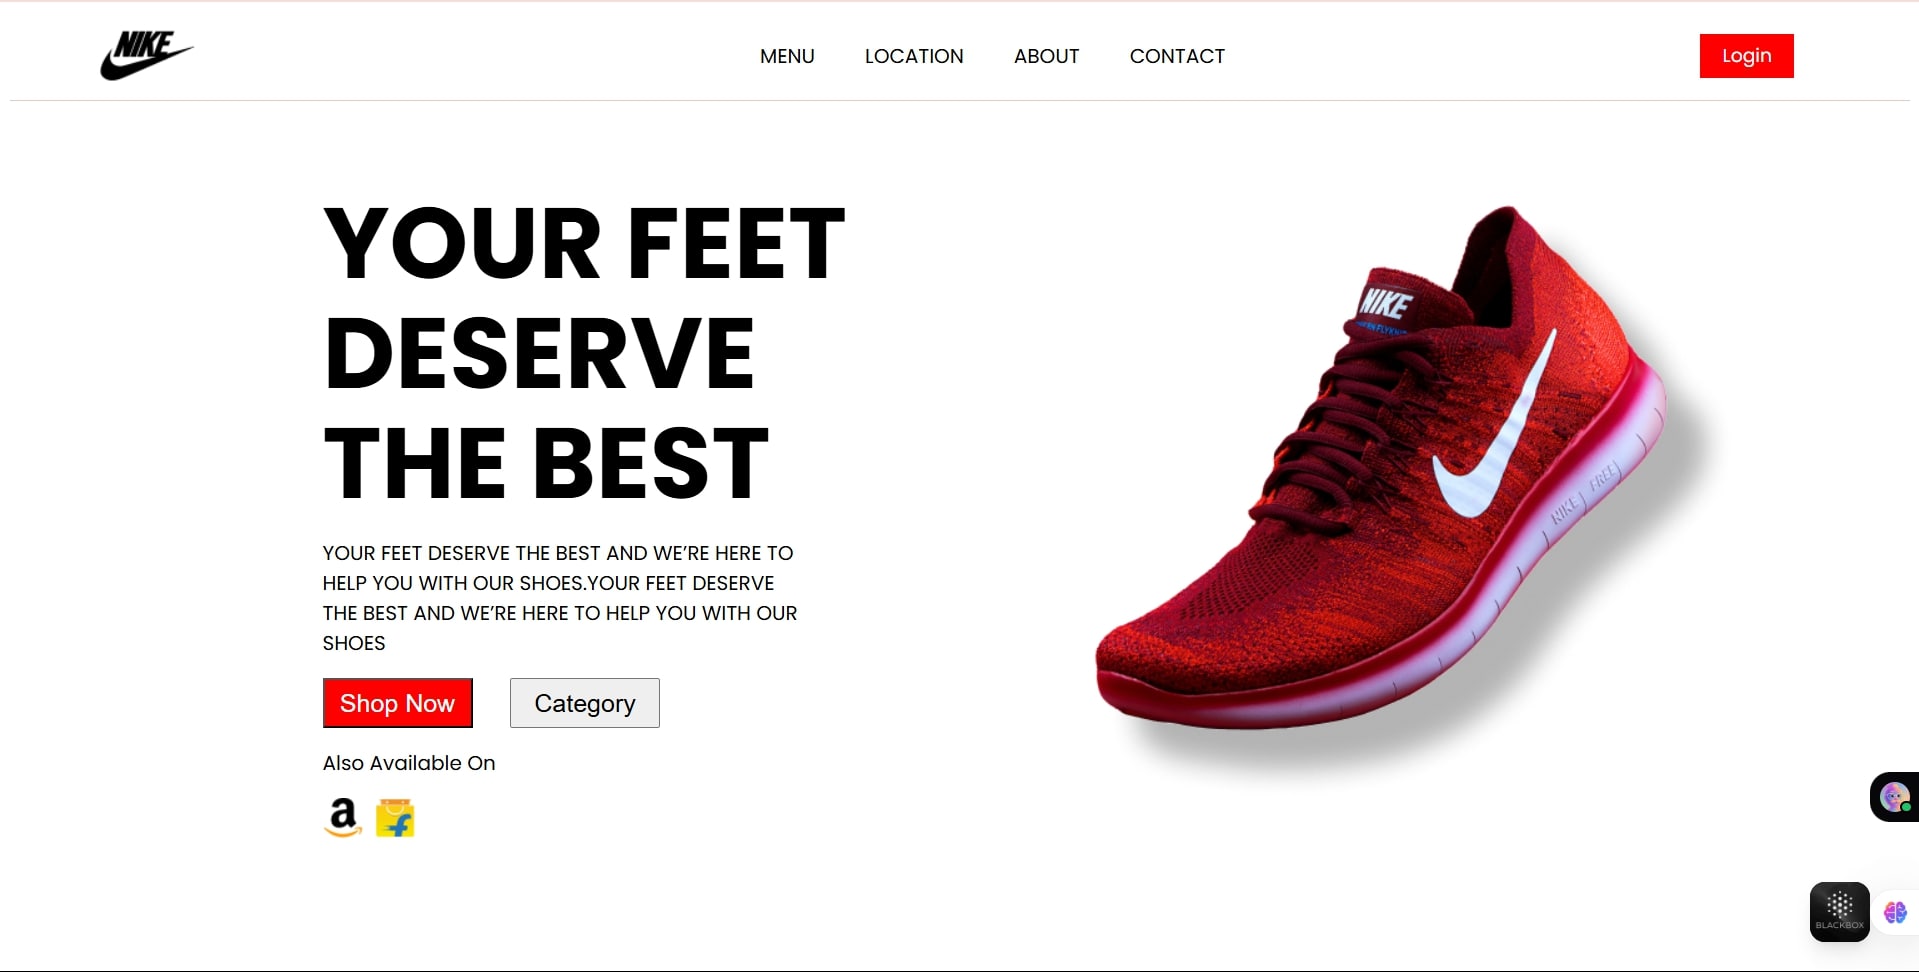 NIKE
MENU
LOCATION
ABOUT
CONTACT
Login
YOUR FEET
DESERVE
THE BEST
YOUR FEET DESERVE THE BEST AND WE’RE HERE TO
HELP YOU WITH OUR SHOES.YOUR FEET DESERVE
THE BEST AND WE’RE HERE TO HELP YOU WITH OUR
SHOES
Shop Now
Category
Also Available On
a
f
NIKE
NIKE FREE
BLACKBOX